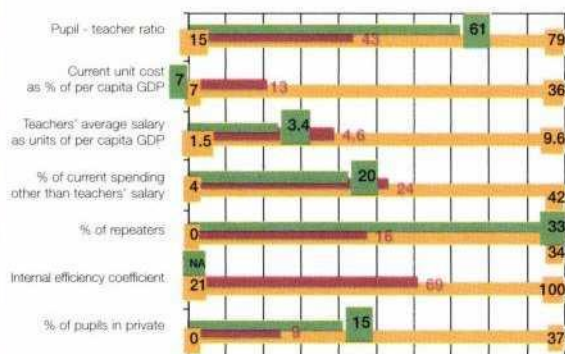 61
Pupil - teacher ratio
43
15
79
Current unit cost
as % of per capita GDP
7
7
13
36
Teachers' average salary
as units of per capita GDP
3.4
4.6
1.5
9.6
% of current spending
other than teachers' salary
20
24
4
42
% of repeaters
33
0
16
34
NA
Internal efficiency coefficient
21
69
100
% of pupils in private
15
9
0
37